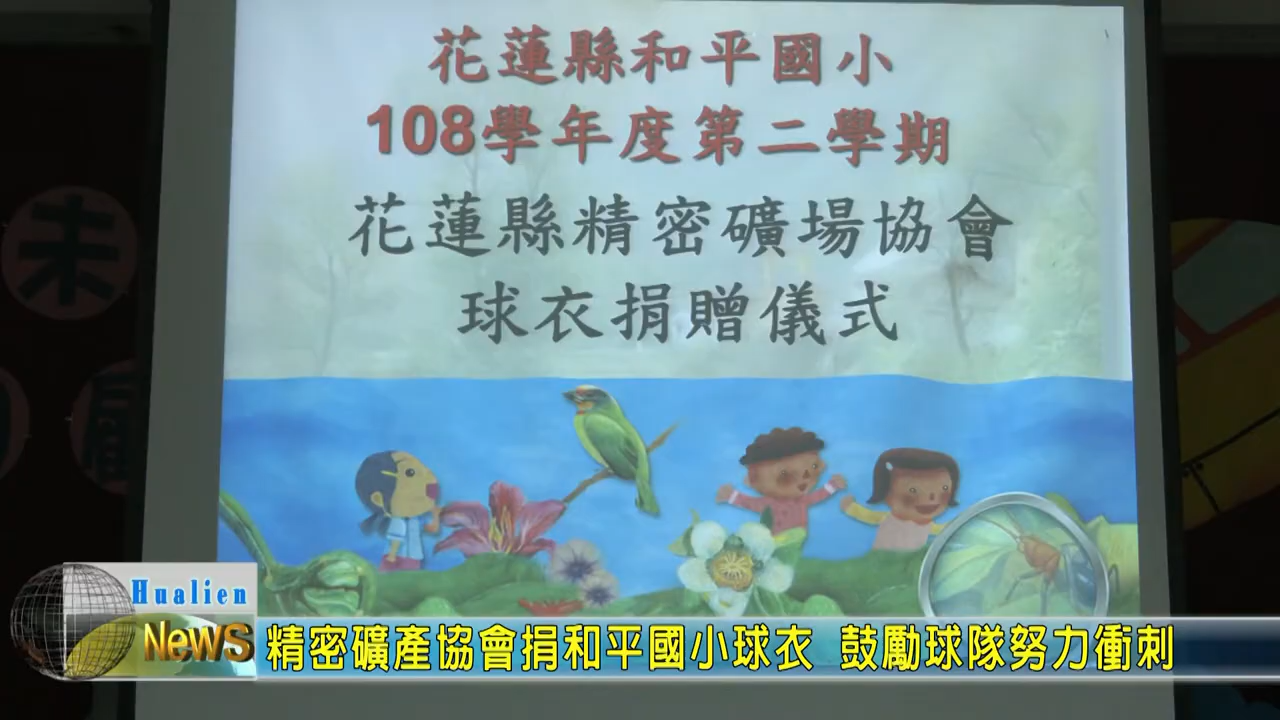 花蓮縣和平國小
108學年度第二學期
花蓮縣精密礦場協會
球衣捐贈儀式
未
Hualien
News
精密礦產協會捐和平國小球衣 鼓勵球隊努力衝刺